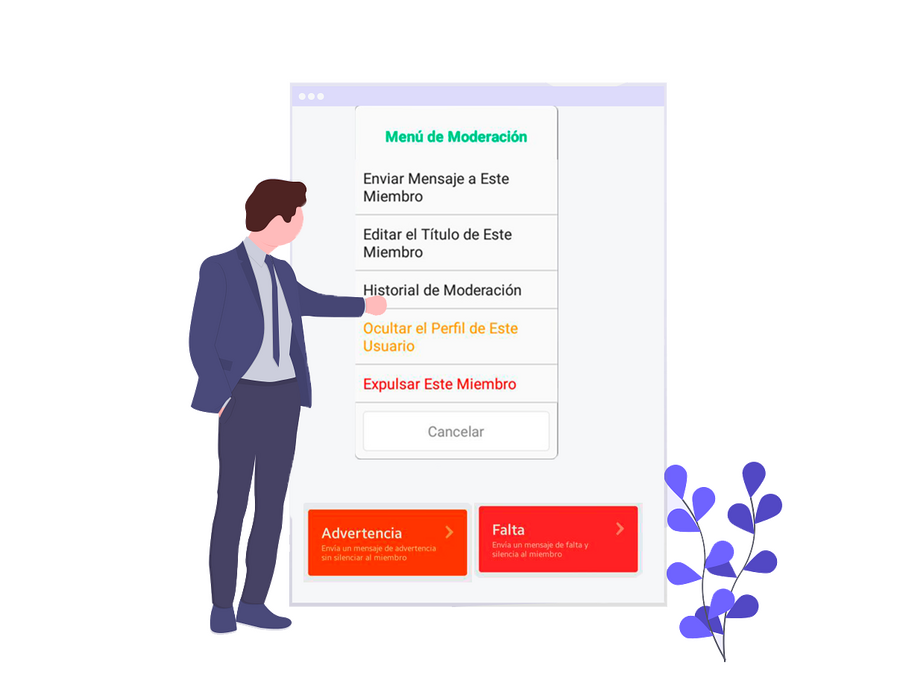 Menú de Moderación
Enviar Mensaje a Este
Miembro
Editar el Título de Este
Miembro
Historial de Moderación
Ocultar el Perfil de Este
Usuario
Expulsar Este Miembro
Cancelar
Advertencia
Envia un mensaje de advertencia
sin silenciar al miembro
Falta
Envia un mensaje de falta y
silencia al miembro